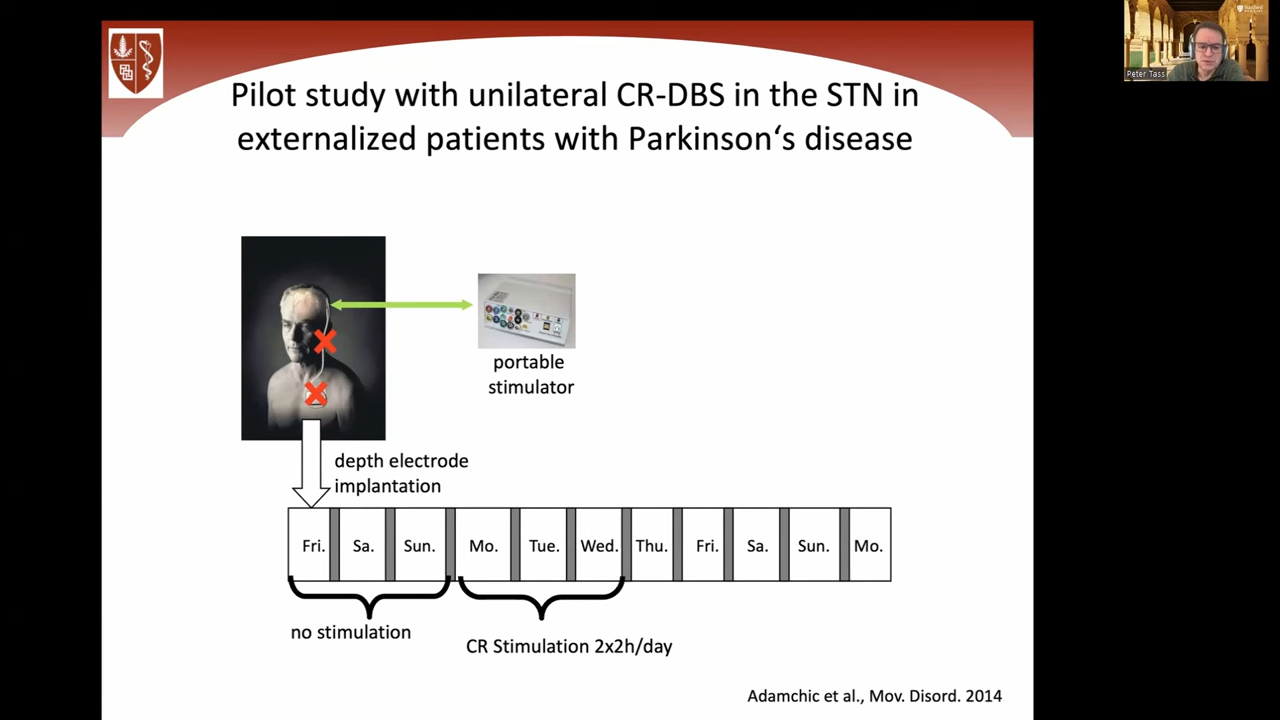 Pilot study with unilateral CR-DBS in the STN in
externalized patients with Parkinson‘s disease
portable
stimulator
depth electrode
implantation
Fri. Sa. Sun. Mo. Tue. Wed. Thu. Fri. Sa. Sun. Mo.
no stimulation
CR Stimulation 2x2h/day
Adamchic et al., Mov. Disord. 2014
Peter Tass